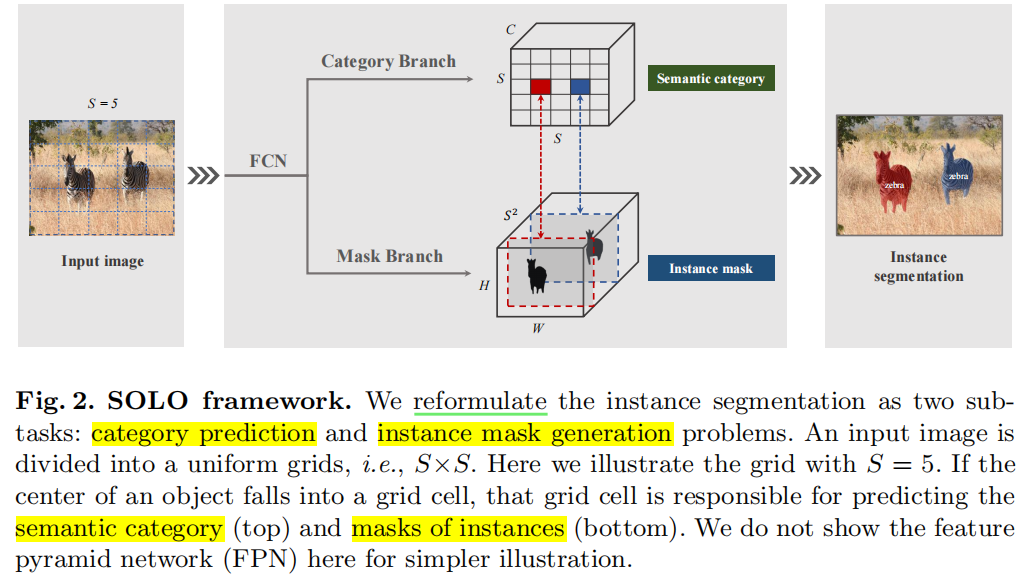 S = 5
Input image
FCN
Category Branch
Mask Branch
C
S
S
Semantic category
S²
H
W
Instance mask
zebra
zebra
Instance
segmentation
Fig. 2. SOLO framework. We reformulate the instance segmentation as two sub-
tasks: category prediction and instance mask generation problems. An input image is
divided into a uniform grids, i.e., S×S. Here we illustrate the grid with S = 5. If the
center of an object falls into a grid cell, that grid cell is responsible for predicting the
semantic category (top) and masks of instances (bottom). We do not show the feature
pyramid network (FPN) here for simpler illustration.